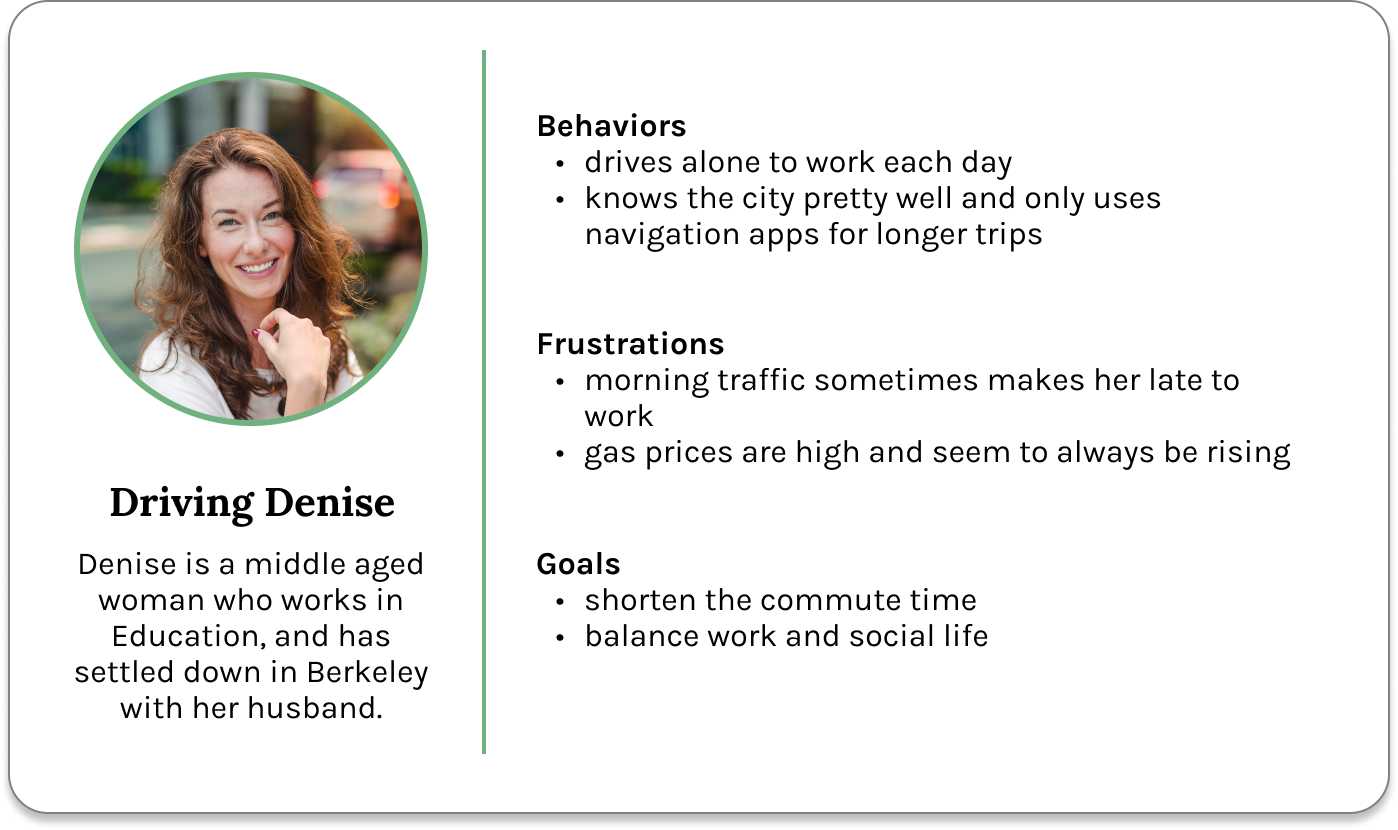 Driving Denise
Denise is a middle aged
woman who works in
Education, and has
settled down in Berkeley
with her husband.
Behaviors
• drives alone to work each day
• knows the city pretty well and only uses
navigation apps for longer trips
Frustrations
• morning traffic sometimes makes her late to
work
• gas prices are high and seem to always be rising
Goals
• shorten the commute time
• balance work and social life